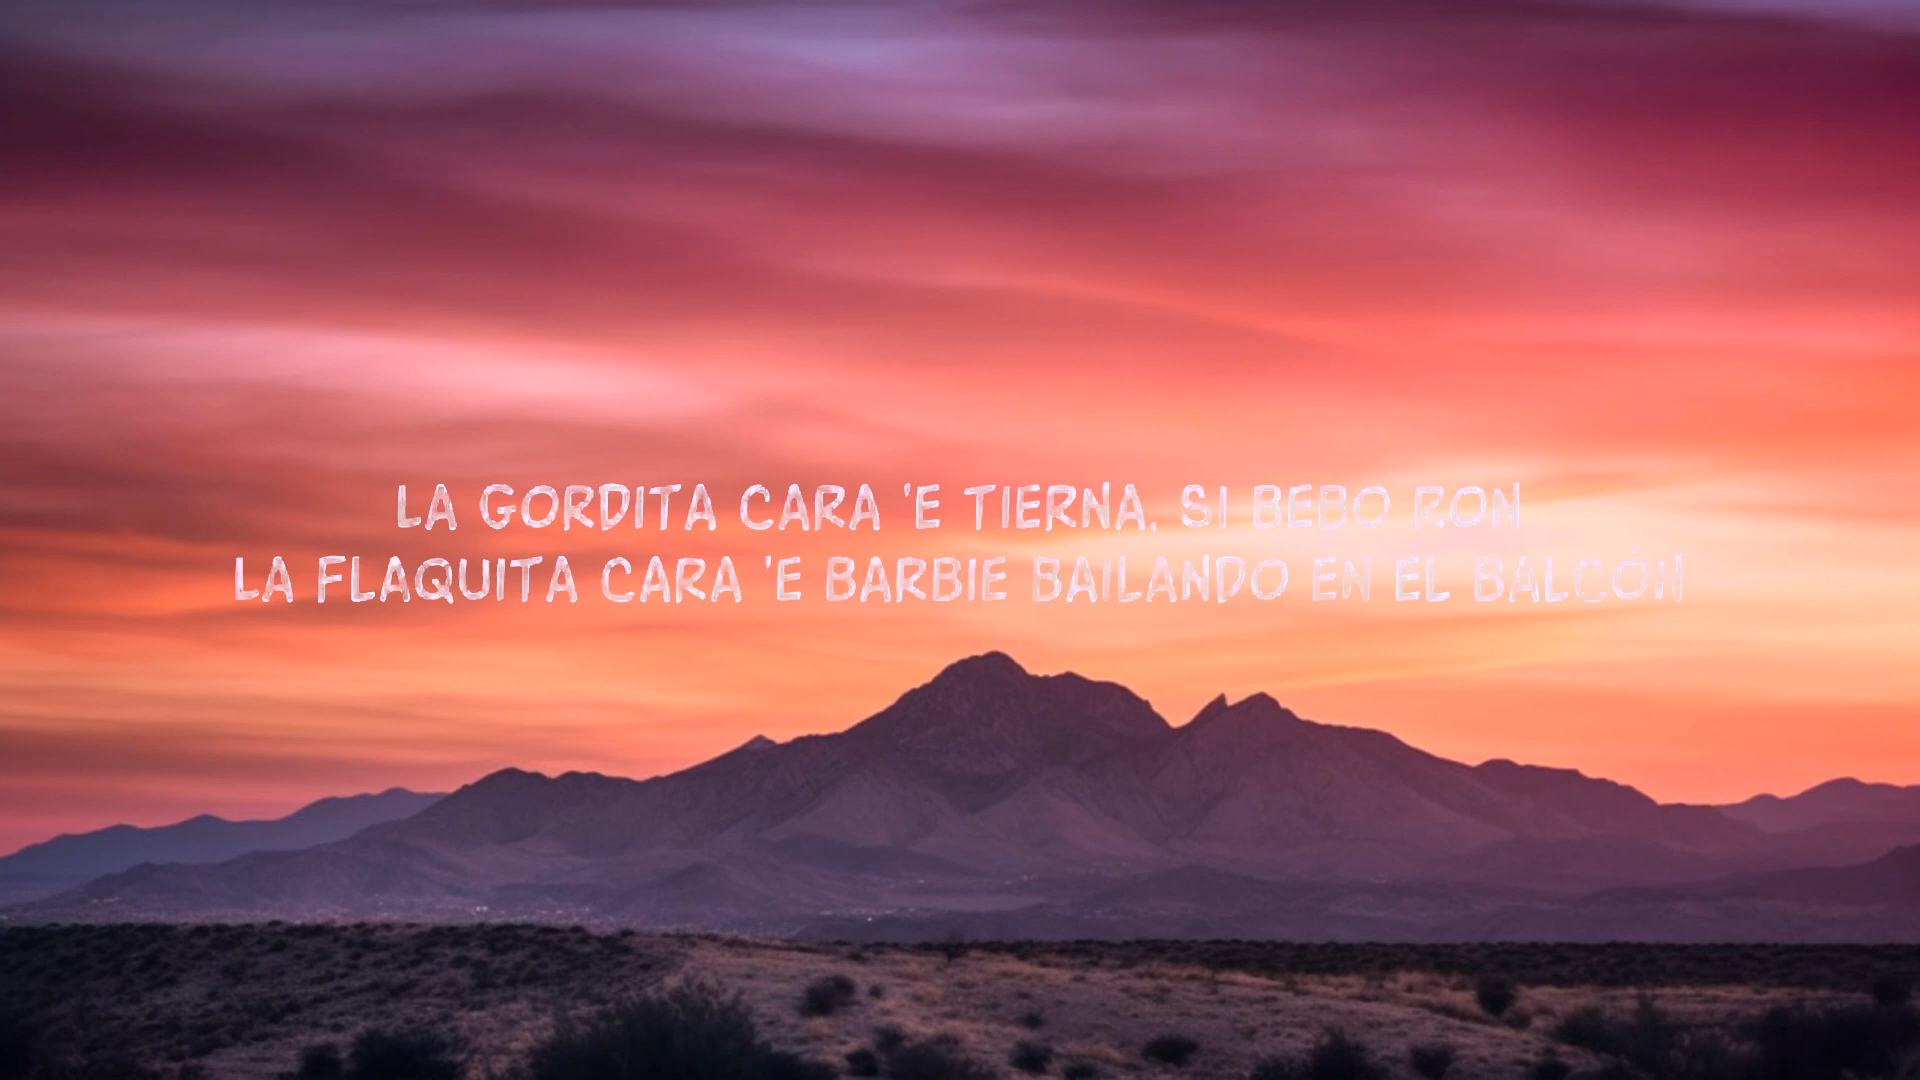 LA GORDITA CARA 'E TIERNA, SI BEBO RON
LA FLAQUITA CARA 'E BARBIE BAILANDO EN EL BALCÓN